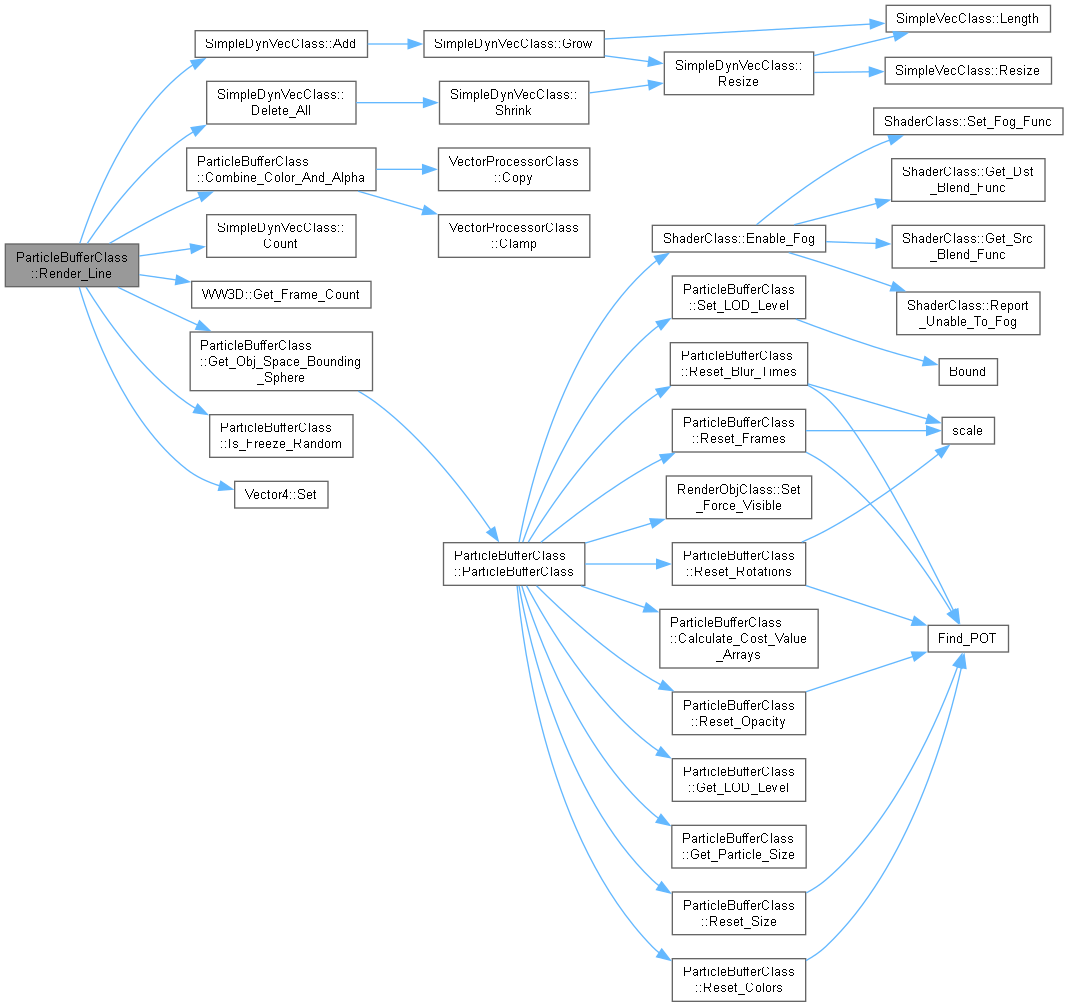 ParticleBufferClass
::Render_Line
SimpleDynVecClass::Add
SimpleDynVecClass::
Delete_All
ParticleBufferClass
::Combine_Color_And_Alpha
SimpleDynVecClass::
Count
WW3D::Get_Frame_Count
ParticleBufferClass
::Get_Obj_Space_Bounding
_Sphere
ParticleBufferClass
::Is_Freeze_Random
Vector4::Set
SimpleDynVecClass::Grow
SimpleDynVecClass::
Shrink
VectorProcessorClass
::Copy
VectorProcessorClass
::Clamp
ParticleBufferClass
::ParticleBufferClass
SimpleDynVecClass::
Resize
ShaderClass::Enable_Fog
ParticleBufferClass
::Set_LOD_Level
ParticleBufferClass
::Reset_Blur_Times
ParticleBufferClass
::Reset_Frames
RenderObjClass::Set
_Force_Visible
ParticleBufferClass
::Reset_Rotations
ParticleBufferClass
::Calculate_Cost_Value
_Arrays
ParticleBufferClass
::Reset_Opacity
ParticleBufferClass
::Get_LOD_Level
ParticleBufferClass
::Get_Particle_Size
ParticleBufferClass
::Reset_Size
ParticleBufferClass
::Reset_Colors
SimpleVecClass::Length
SimpleVecClass::Resize
ShaderClass::Set_Fog_Func
ShaderClass::Get_Dst
_Blend_Func
ShaderClass::Get_Src
_Blend_Func
ShaderClass::Report
_Unable_To_Fog
Bound
scale
Find_POT